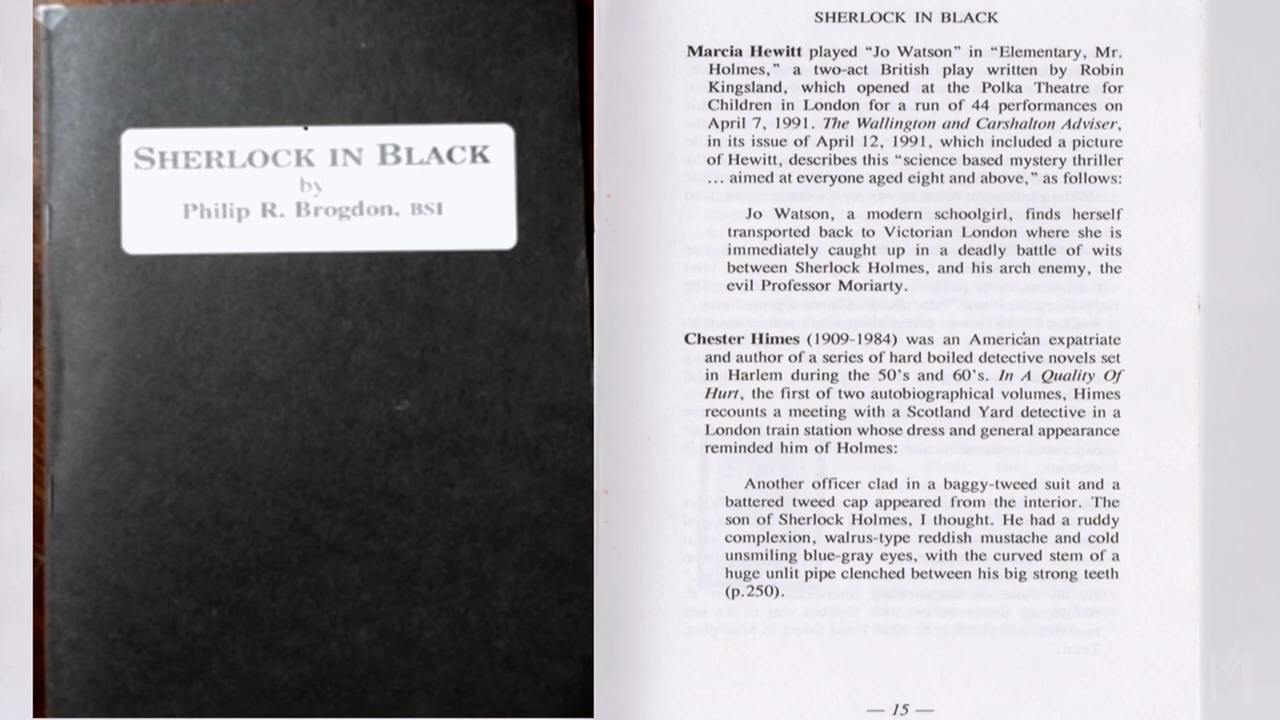 SHERLOCK IN BLACK
by
Philip R. Brogdon, BSI
SHERLOCK IN BLACK
Marcia Hewitt played “Jo Watson” in “Elementary, Mr.
Holmes,” a two-act British play written by Robin
Kingsland, which opened at the Polka Theatre for
Children in London for a run of 44 performances on
April 7, 1991. The Wallington and Carshalton Adviser,
in its issue of April 12, 1991, which included a picture
of Hewitt, describes this “science based mystery thriller
... aimed at everyone aged eight and above,” as follows:
Jo Watson, a modern schoolgirl, finds herself
transported back to Victorian London where she is
immediately caught up in a deadly battle of wits
between Sherlock Holmes, and his arch enemy, the
evil Professor Moriarty.
Chester Himes (1909-1984) was an American expatriate
and author of a series of hard boiled detective novels set
in Harlem during the 50's and 60's. In A Quality Of
Hurt, the first of two autobiographical volumes, Himes
recounts a meeting with a Scotland Yard detective in a
London train station whose dress and general appearance
reminded him of Holmes:
Another officer clad in a baggy-tweed suit and a
battered tweed cap appeared from the interior. The
son of Sherlock Holmes, I thought. He had a ruddy
complexion, walrus-type reddish mustache and cold
unsmiling blue-gray eyes, with the curved stem of a
huge unlit pipe clenched between his big strong teeth
(p.250).
— 15 —